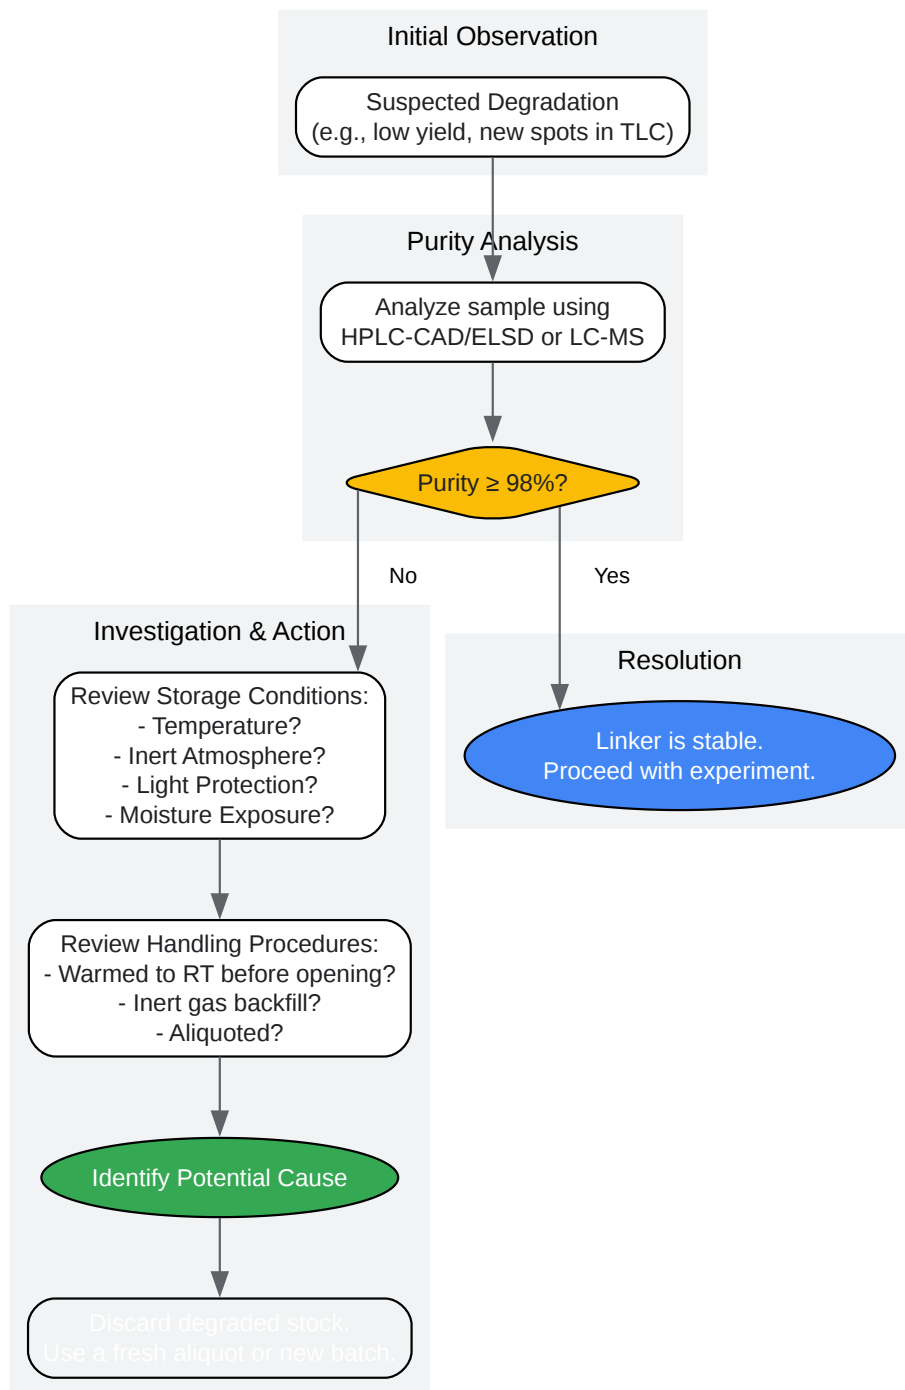 Initial Observation
Suspected Degradation
(e.g., low yield, new spots in TLC)
Purity Analysis
Analyze sample using
HPLC-CAD/ELSD or LC-MS
Purity ≥ 98%?
No
Yes
Investigation & Action
Review Storage Conditions:
- Temperature?
- Inert Atmosphere?
- Light Protection?
- Moisture Exposure?
Resolution
Linker is stable.
Proceed with experiment.
Review Handling Procedures:
- Warmed to RT before opening?
- Inert gas backfill?
- Aliquoted?
Identify Potential Cause
Discard degraded stock.
Use a fresh aliquot or new batch.